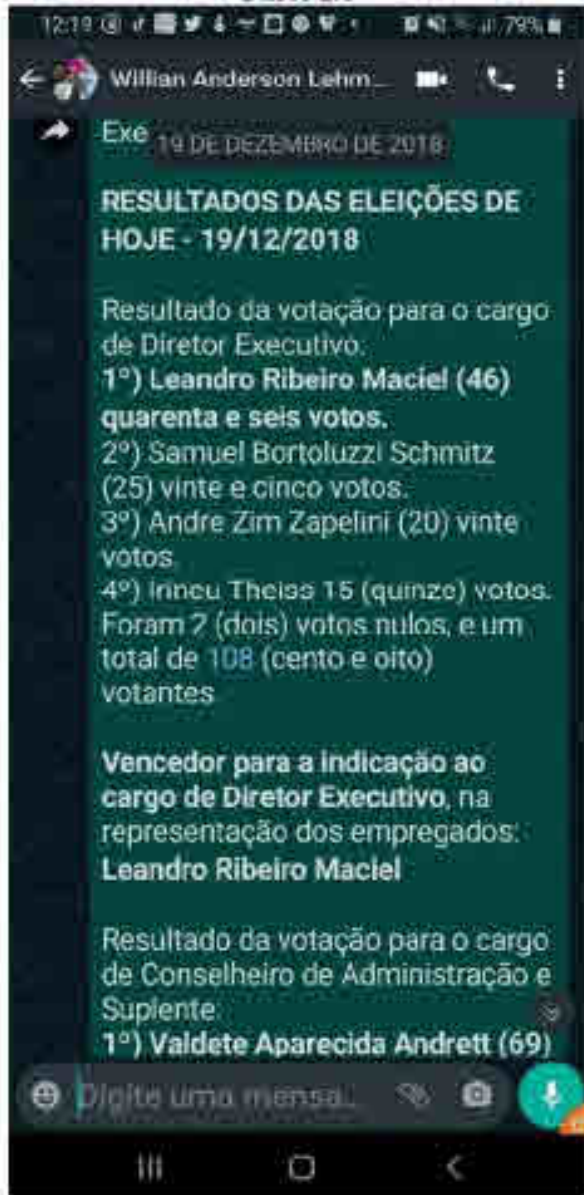 12:19
79%
Willian Anderson Lehm...
Exe
19 DE DEZEMBRO DE 2018
RESULTADOS DAS ELEIÇÕES DE
HOJE - 19/12/2018
Resultado da votação para o cargo
de Diretor Executivo:
1º) Leandro Ribeiro Maciel (46)
quarenta e seis votos.
2º) Samuel Bortoluzzi Schmitz
(25) vinte e cinco votos.
3º) Andre Zim Zapelini (20) vinte
votos
4º) Irineu Theiss 15 (quinze) votos.
Foram 2 (dois) votos nulos, e um
total de 108 (cento e oito)
votantes
Vencedor para a indicação ao
cargo de Diretor Executivo, na
representação dos empregados:
Leandro Ribeiro Maciel
Resultado da votação para o cargo
de Conselheiro de Administração e
Suplente
1º) Valdete Aparecida Andrett (69)
Digite uma mensa...